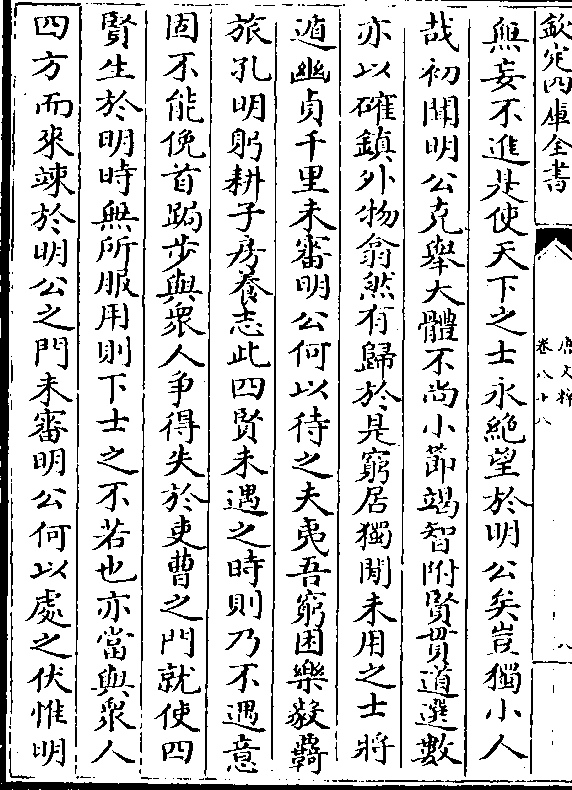 欽定四庫全書
唐文粹
卷八十八
八
無妄不進是使天下之士永絶望於明公矣豈獨小人
哉初聞明公克舉大體不尚小節竭智附賢貫道選數
亦以確鎮外物翕然有歸於是窮居獨閒未用之士將
遁幽貞千里未審明公何以待之夫夷吾窮困樂毅羇
旅孔明躬耕子房養志此四賢未遇之時則乃不遇意
固不能俛首跼步與衆人爭得失於吏曹之門就使四
賢生於明時無所服用則下士之不若也亦當與衆人
四方而來竦於明公之門未審明公何以處之伏惟明